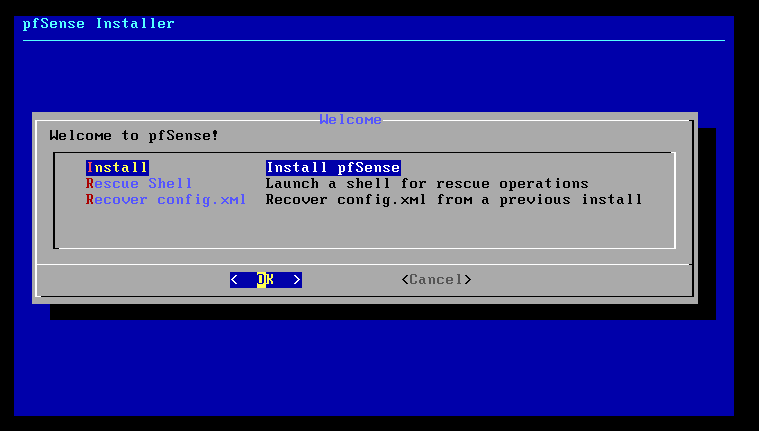 pfSense Installer
Welcome
Welcome to pfSense!
Install Install pfSense
Rescue Shell Launch a shell for rescue operations
Recover config.xml Recover config.xml from a previous install
< OK > <Cancel>